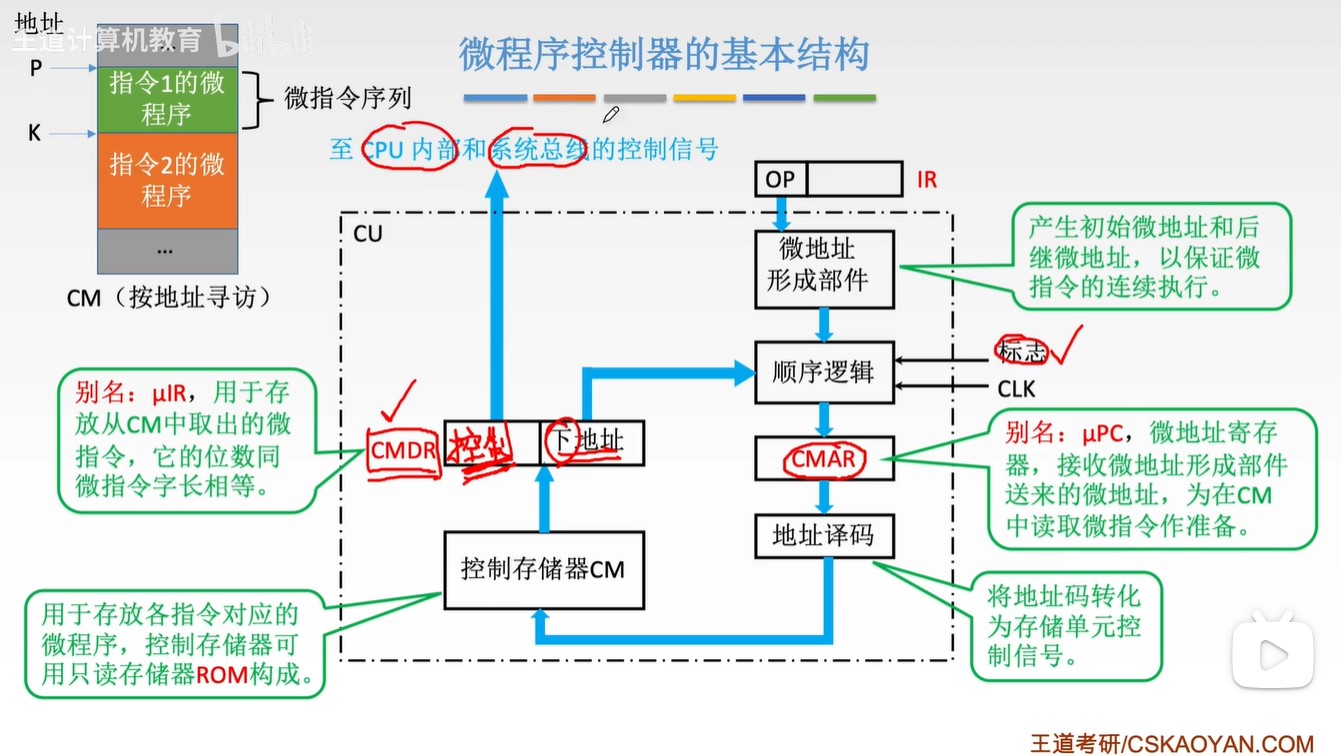 地址
王道计算机教育 bilibili
微程序控制器的基本结构
...
P
指令1的微
程序
微指令序列
K
指令2的微
程序
...
CM（按地址寻访）
至 CPU 内部和系统总线的控制信号
OP
IR
CU
微地址
形成部件
产生初始微地址和后
继微地址，以保证微
指令的连续执行。
顺序逻辑
标志
CLK
别名：μIR，用于存
放从CM中取出的微
指令，它的位数同
微指令字长相等。
CMDR
控制
下地址
CMAR
别名：μPC，微地址寄存
器，接收微地址形成部件
送来的微地址，为在CM
中读取微指令作准备。
地址译码
控制存储器CM
将地址码转化
为存储单元控
制信号。
用于存放各指令对应的
微程序，控制存储器可
用只读存储器ROM构成。
王道考研/CSKAOYAN.COM